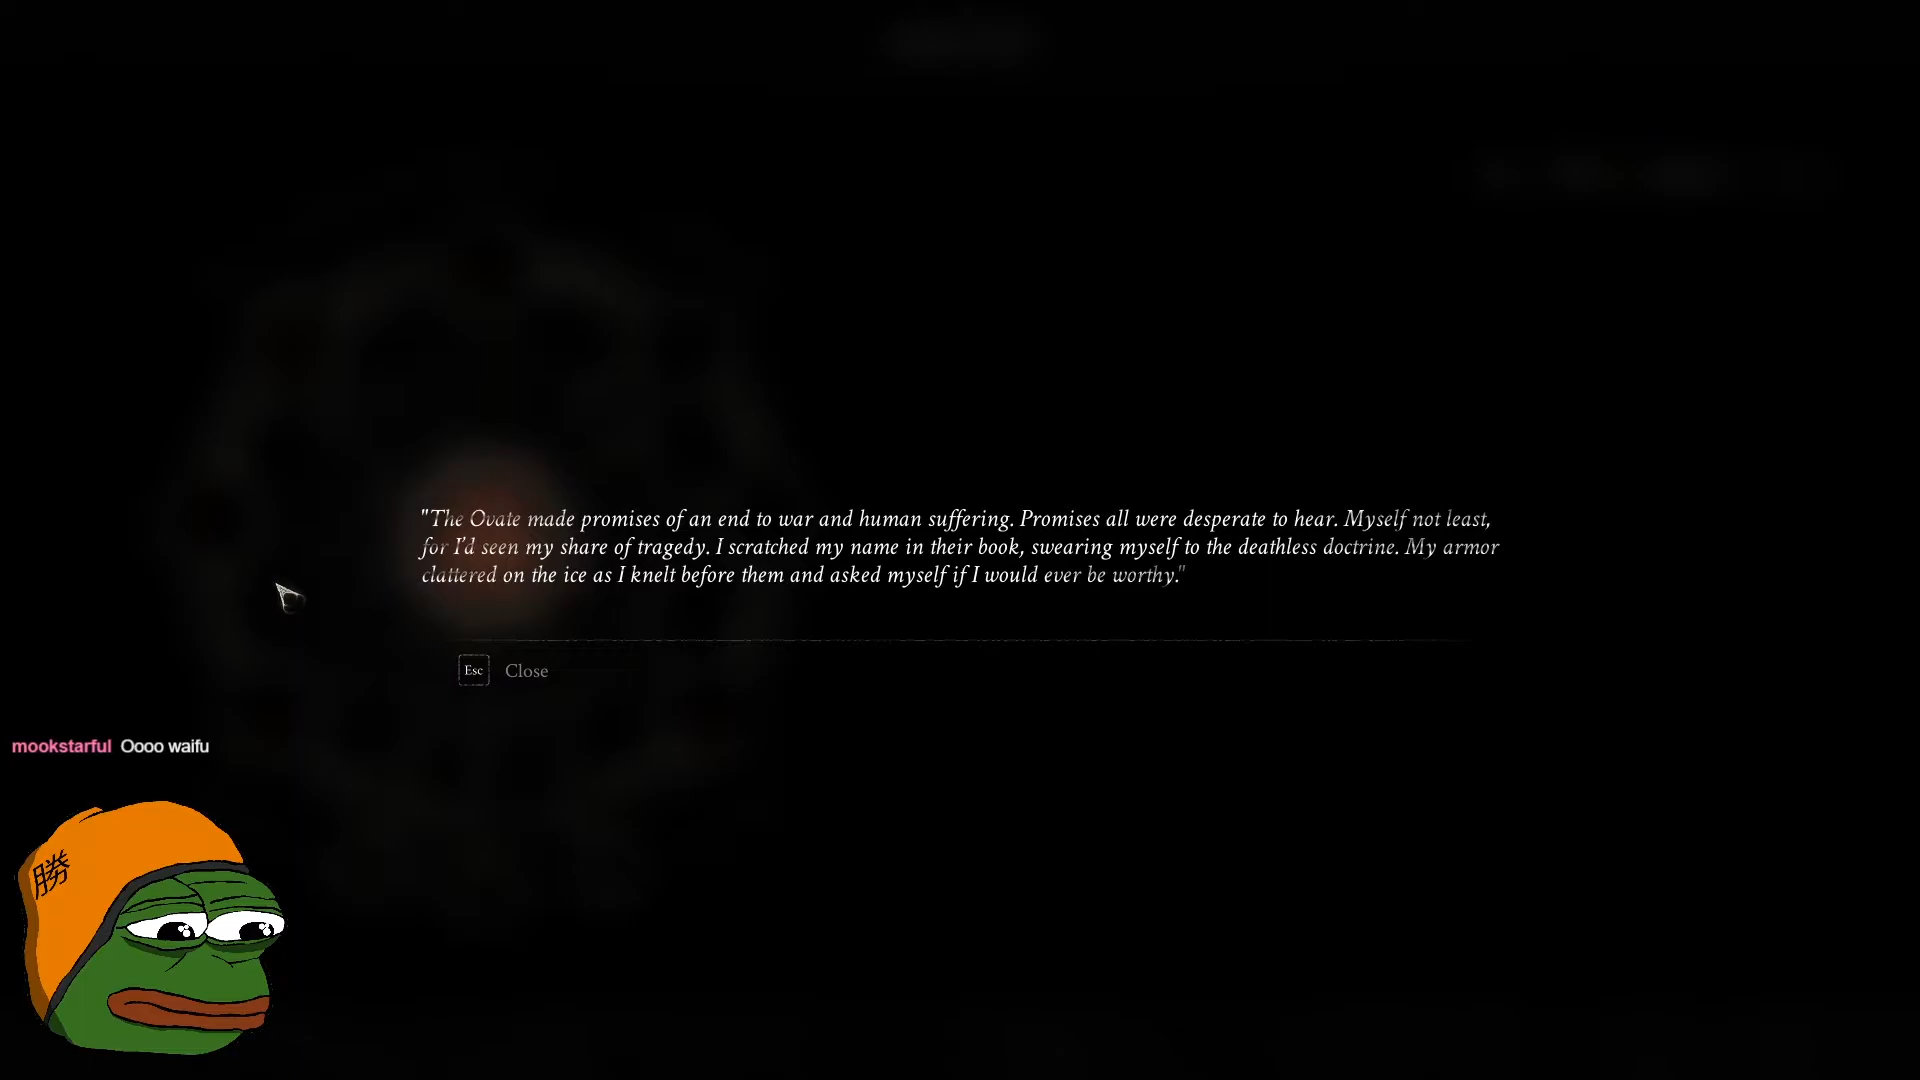 "The Ovate made promises of an end to war and human suffering. Promises all were desperate to hear. Myself not least,
for I'd seen my share of tragedy. I scratched my name in their book, swearing myself to the deathless doctrine. My armor
clattered on the ice as I knelt before them and asked myself if I would ever be worthy."
Esc Close
mookstarful Oooo waifu
勝